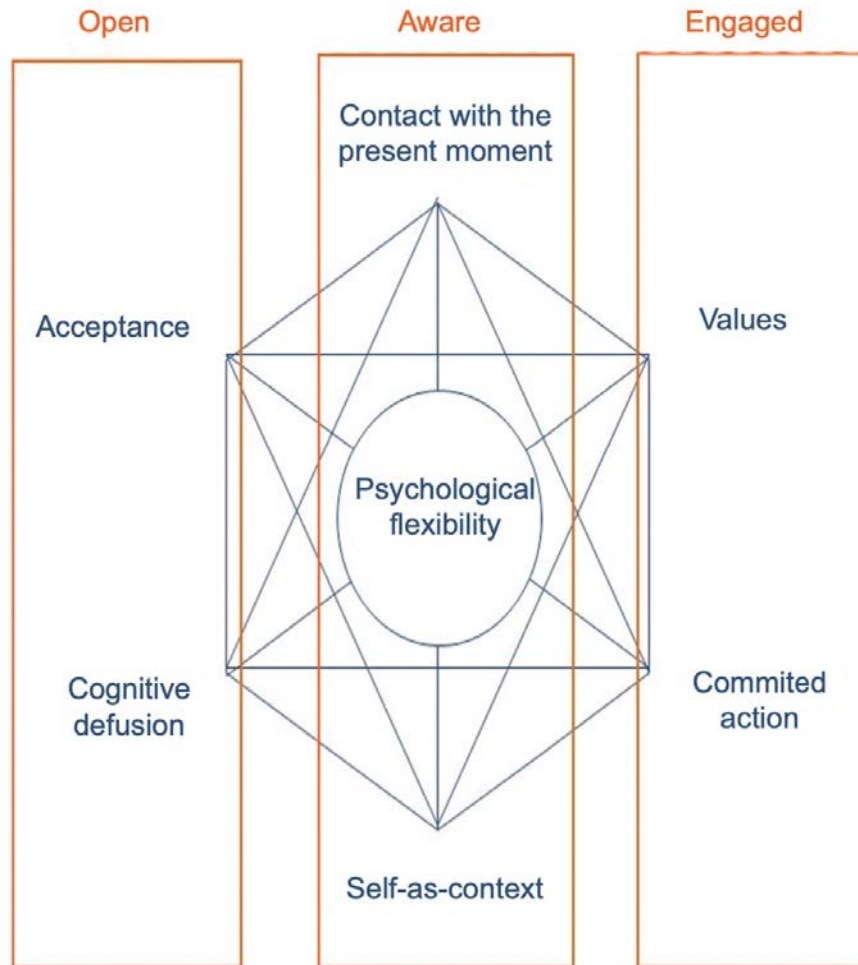 Open
Aware
Engaged
Contact with the
present moment
Acceptance
Values
Psychological
flexibility
Cognitive
defusion
Commited
action
Self-as-context